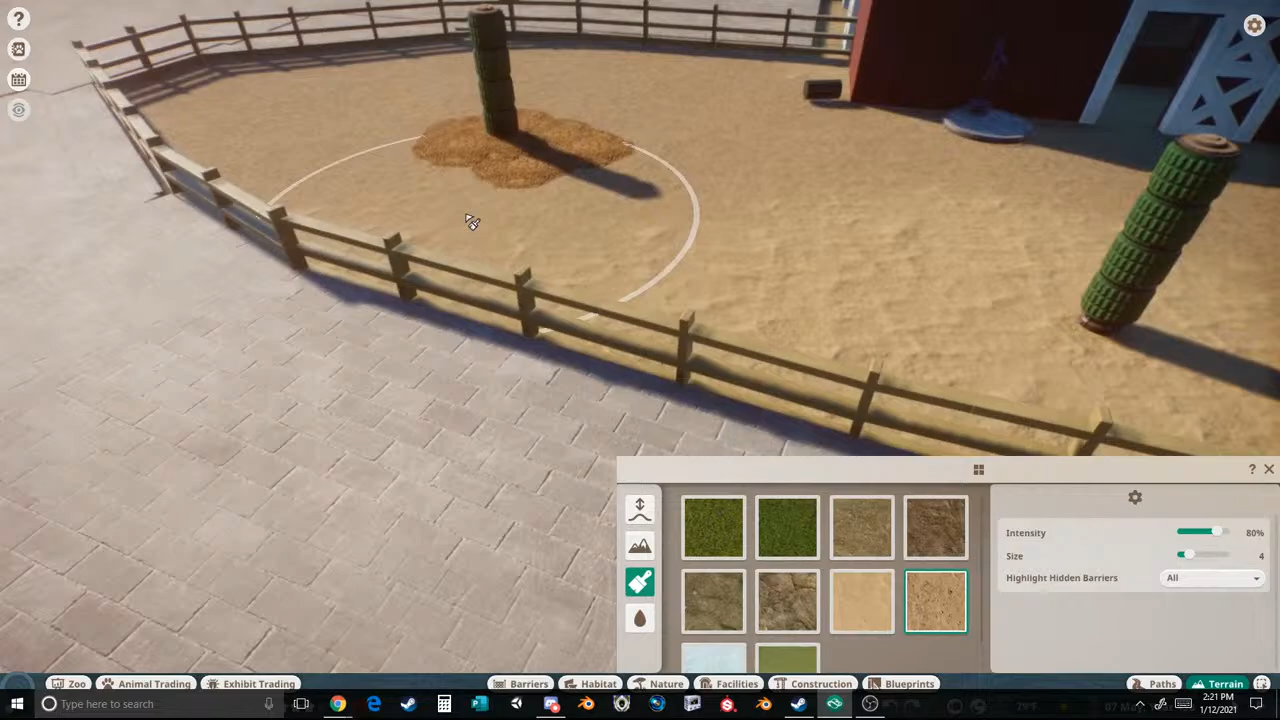 ? ×
Intensity 80%
Size 4
Highlight Hidden Barriers All
Zoo Animal Trading Exhibit Trading Barriers Habitat Nature Facilities Construction Blueprints Paths Terrain
Type here to search
2:21 PM
1/12/2021